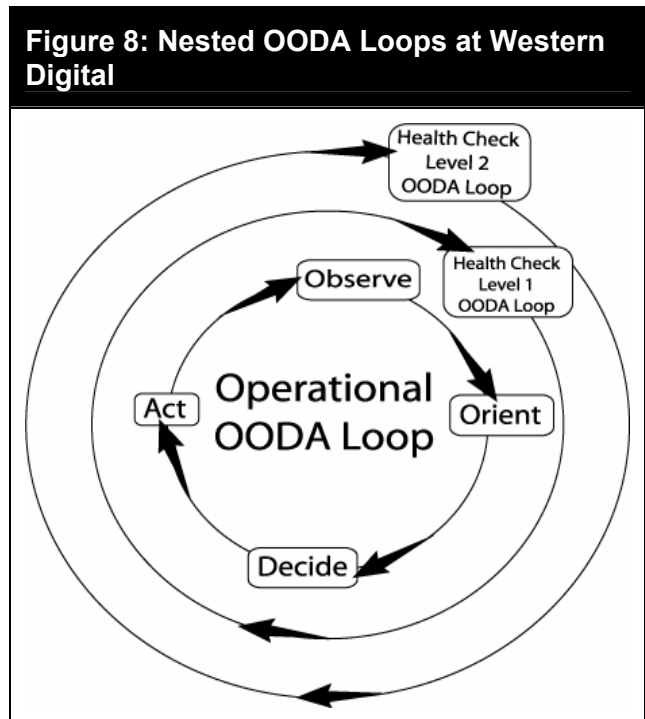 Figure 8: Nested OODA Loops at Western
Digital
Health Check
Level 2
OODA Loop
Health Check
Level 1
OODA Loop
Observe
Operational
OODA Loop
Act
Orient
Decide